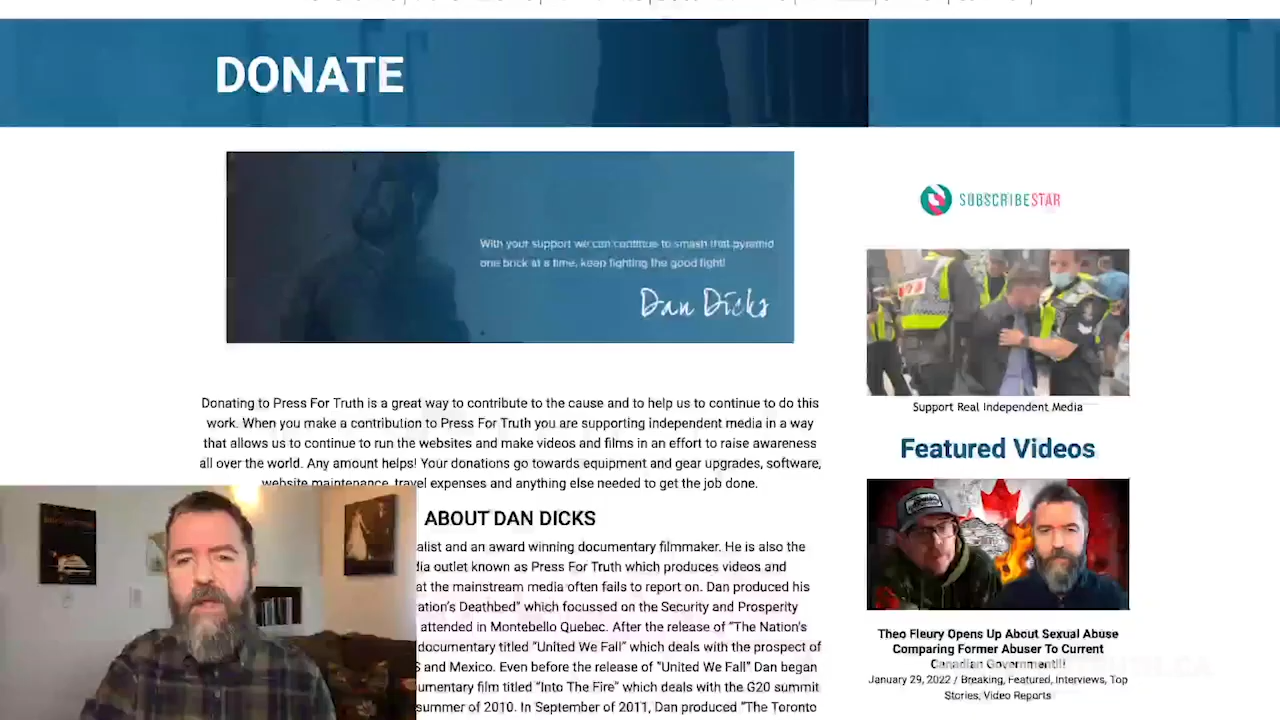 DONATE
With your support we can continue to smash that pyramid
one brick at a time, keep fighting the good fight!
Dan Dicks
Donating to Press For Truth is a great way to contribute to the cause and to help us to continue to do this
work. When you make a contribution to Press For Truth you are supporting independent media in a way
that allows us to continue to run the websites and make videos and films in an effort to raise awareness
all over the world. Any amount helps! Your donations go towards equipment and gear upgrades, software,
website maintenance, travel expenses and anything else needed to get the job done.
ABOUT DAN DICKS
alist and an award winning documentary filmmaker. He is also the
dia outlet known as Press For Truth which produces videos and
at the mainstream media often fails to report on. Dan produced his
ation's Deathbed" which focussed on the Security and Prosperity
attended in Montebello Quebec. After the release of "The Nation's
documentary titled "United We Fall" which deals with the prospect of
S and Mexico. Even before the release of "United We Fall" Dan began
umentary film titled "Into The Fire" which deals with the G20 summit
summer of 2010. In September of 2011, Dan produced "The Toronto
SUBSCRIBESTAR
Support Real Independent Media
Featured Videos
Theo Fleury Opens Up About Sexual Abuse
Comparing Former Abuser To Current
Canadian Government!!!
January 29, 2022 / Breaking, Featured, Interviews, Top
Stories, Video Reports